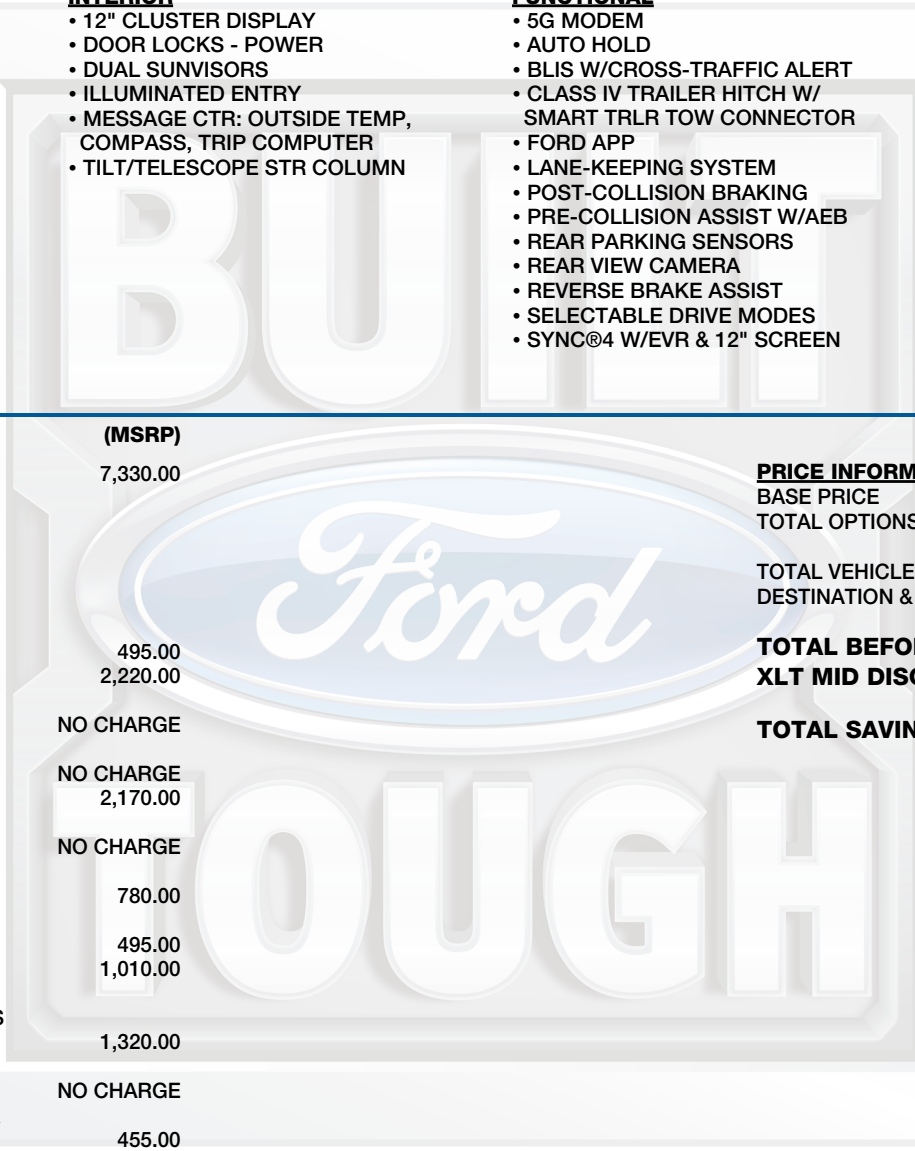 INTERIOR
• 12" CLUSTER DISPLAY
• DOOR LOCKS - POWER
• DUAL SUNVISORS
• ILLUMINATED ENTRY
• MESSAGE CTR: OUTSIDE TEMP,
COMPASS, TRIP COMPUTER
• TILT/TELESCOPE STR COLUMN
FUNCTIONAL
• 5G MODEM
• AUTO HOLD
• BLIS W/CROSS-TRAFFIC ALERT
• CLASS IV TRAILER HITCH W/
SMART TRLR TOW CONNECTOR
• FORD APP
• LANE-KEEPING SYSTEM
• POST-COLLISION BRAKING
• PRE-COLLISION ASSIST W/AEB
• REAR PARKING SENSORS
• REAR VIEW CAMERA
• REVERSE BRAKE ASSIST
• SELECTABLE DRIVE MODES
• SYNC®4 W/EVR & 12" SCREEN
BUILT
Ford
TOUGH
(MSRP)
7,330.00
495.00
2,220.00
NO CHARGE
NO CHARGE
2,170.00
NO CHARGE
780.00
495.00
1,010.00
S
1,320.00
NO CHARGE
455.00
PRICE INFORM
BASE PRICE
TOTAL OPTIONS
TOTAL VEHICLE
DESTINATION &
TOTAL BEFO
XLT MID DISC
TOTAL SAVIN